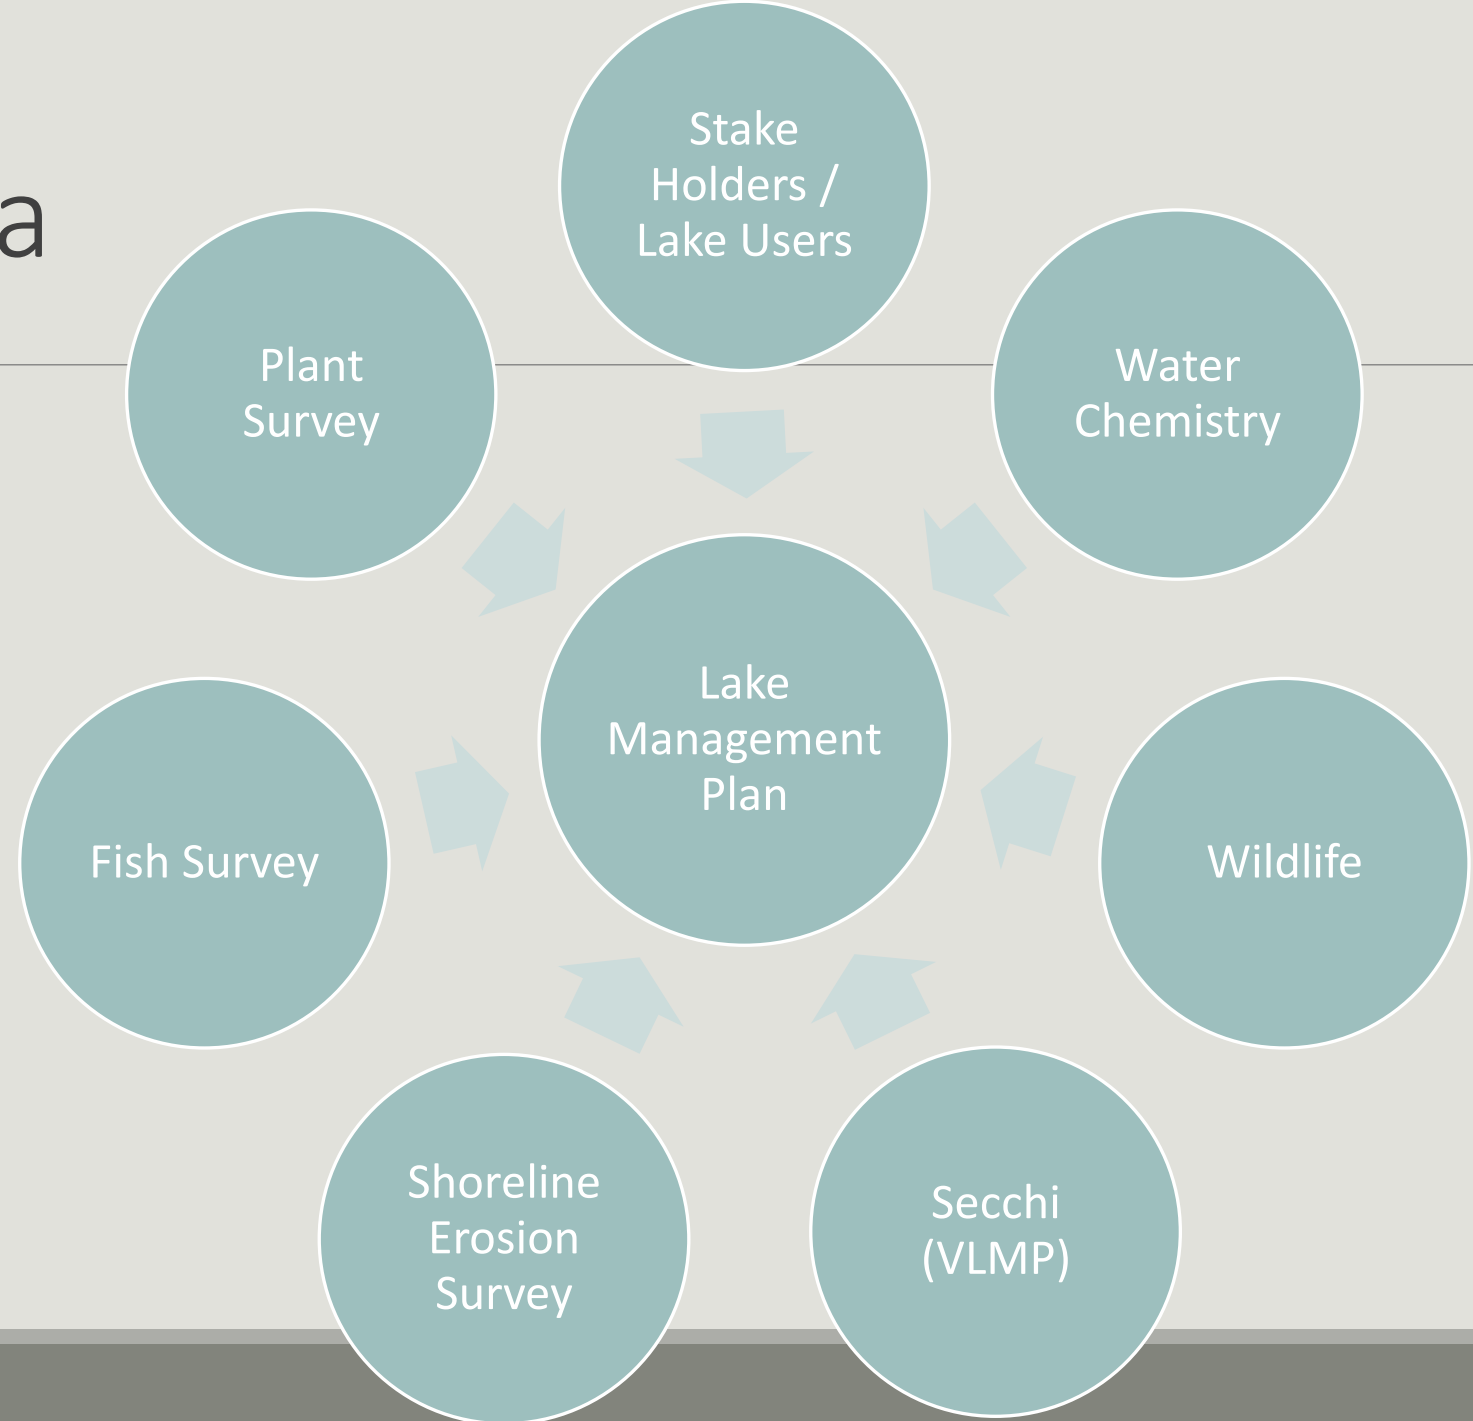 a
Stake
Holders /
Lake Users
Plant
Survey
Water
Chemistry
Lake
Management
Plan
Fish Survey
Wildlife
Shoreline
Erosion
Survey
Secchi
(VLMP)